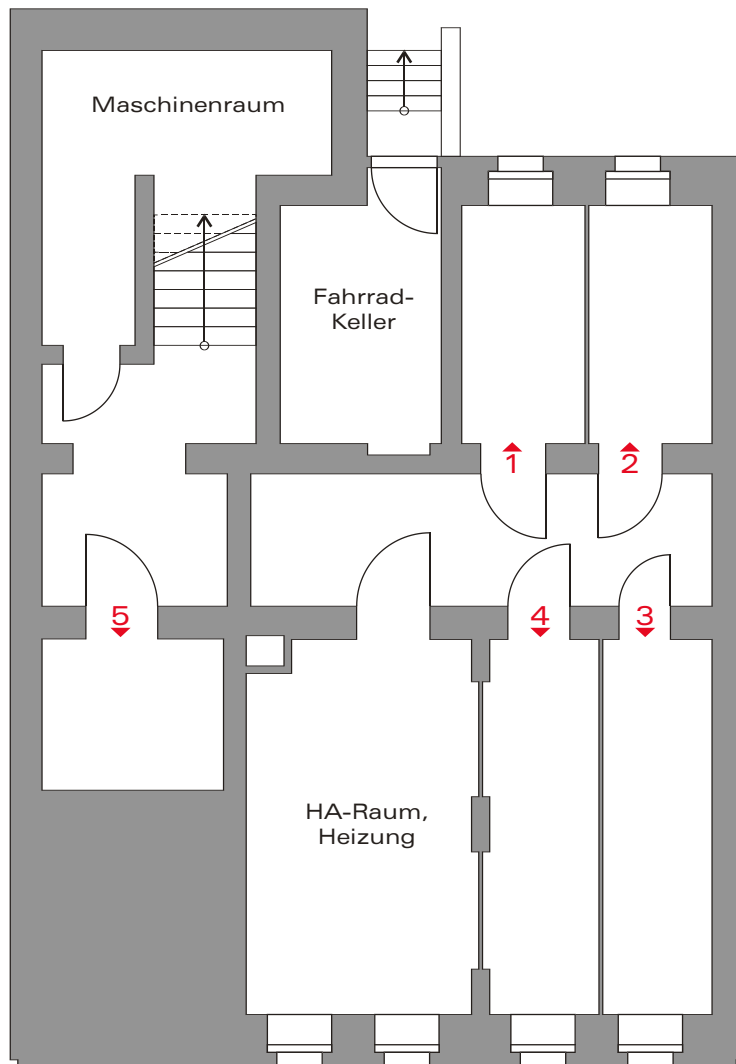 Maschinenraum
Fahrrad-
Keller
1
2
5
4
3
HA-Raum,
Heizung